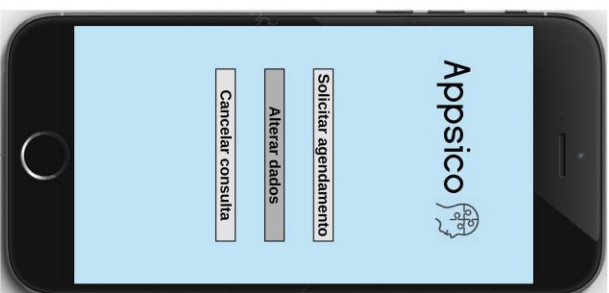 Appsico
Solicitar agendamento
Alterar dados
Cancelar consulta